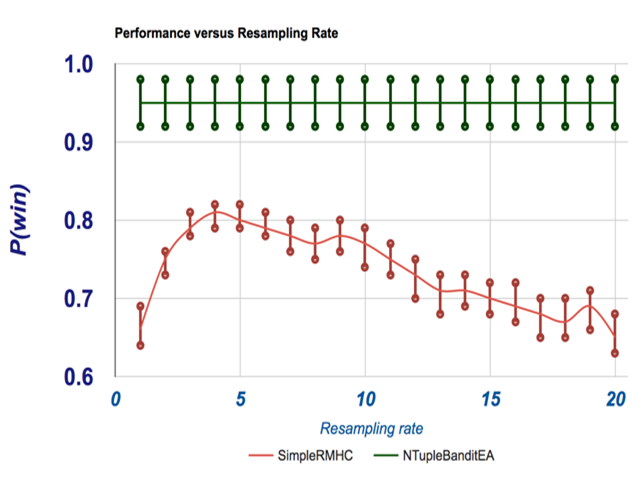 Performance versus Resampling Rate
1.0
0.9
0.8
0.7
0.6
P(win)
0 5 10 15 20
Resampling rate
SimpleRMHC NTupleBanditEA